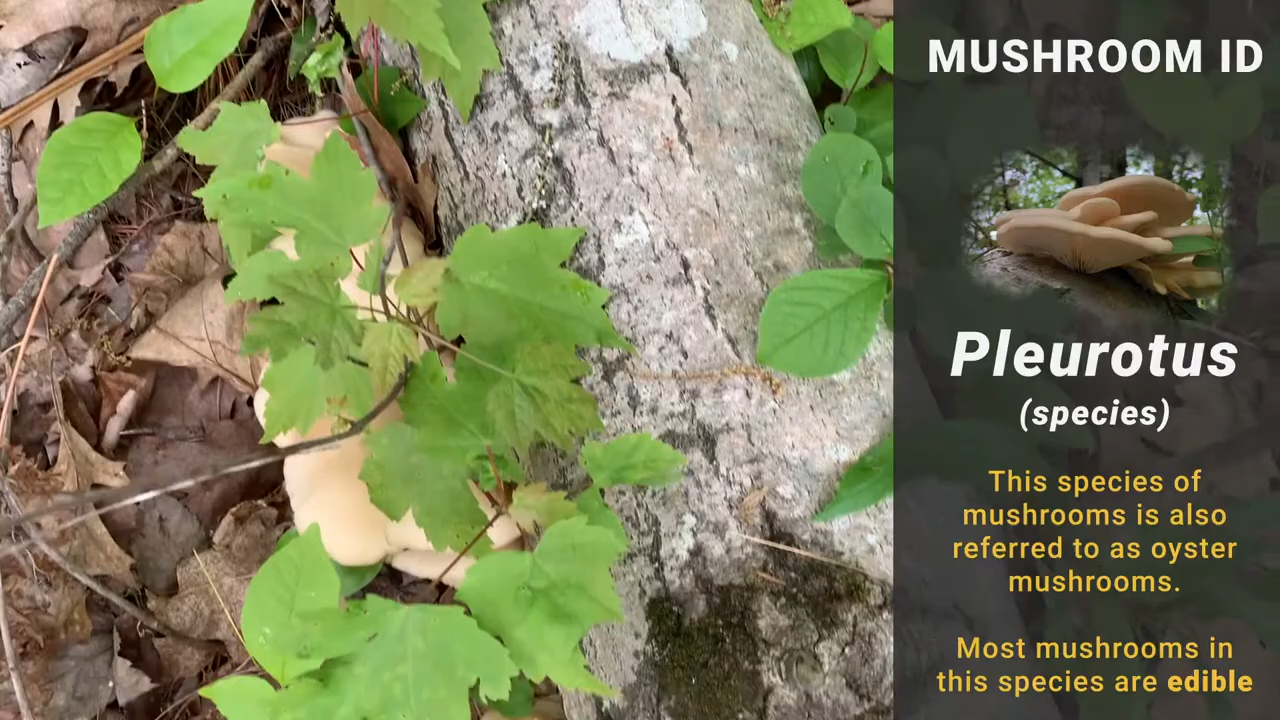 MUSHROOM ID
Pleurotus
(species)
This species of
mushrooms is also
referred to as oyster
mushrooms.
Most mushrooms in
this species are edible